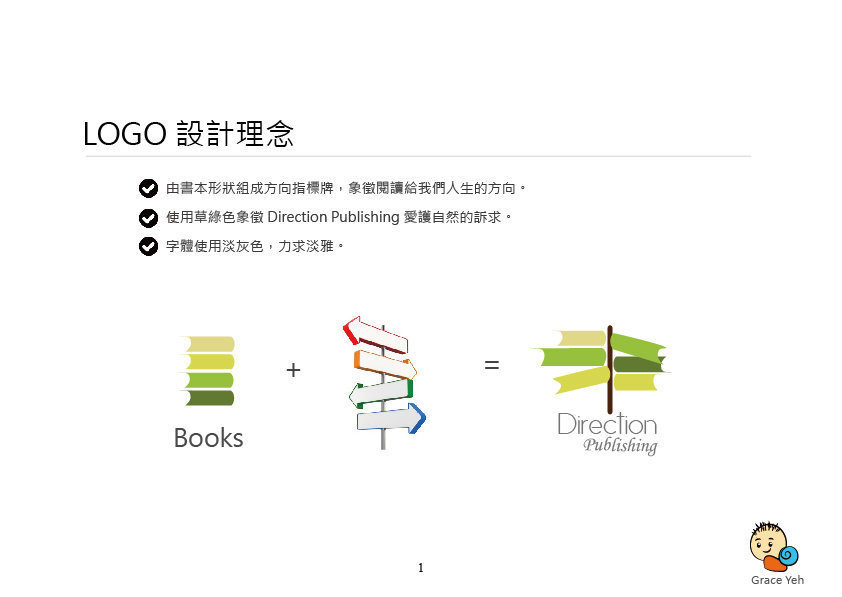 LOGO 設計理念
由書本形狀組成方向指標牌，象徵閱讀給我們人生的方向。
使用草綠色象徵 Direction Publishing 愛護自然的訴求。
字體使用淡灰色，力求淡雅。
+
=
Books
Direction
Publishing
1
Grace Yeh